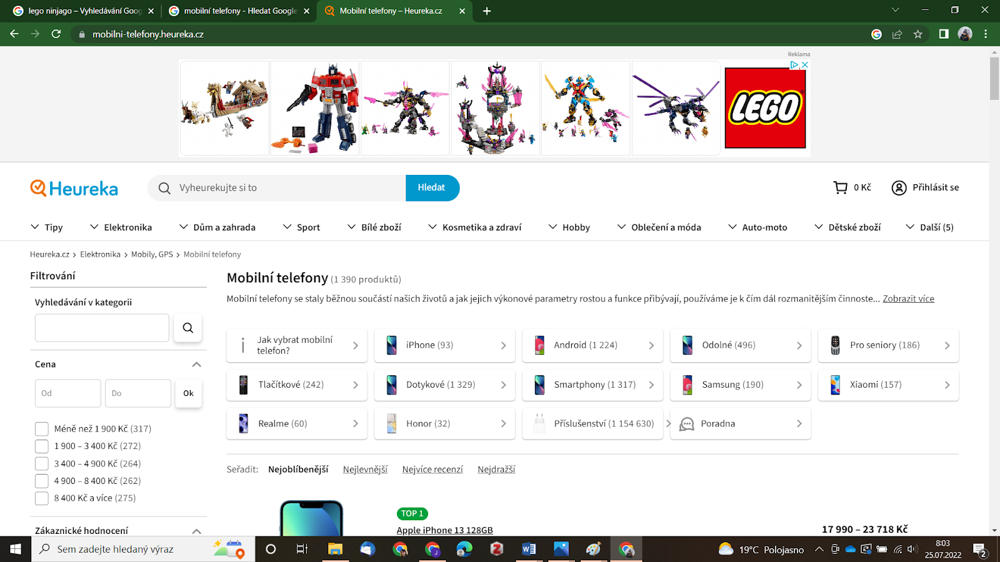 lego ninjago – Vyhledávání Goog
mobilní telefony - Hledat Google
Mobilní telefony – Heureka.cz
mobilni-telefony.heureka.cz
Reklama
LEGO
Heureka
Vyheurekujte si to
Hledat
0 Kč
Přihlásit se
Tipy
Elektronika
Dům a zahrada
Sport
Bílé zboží
Kosmetika a zdraví
Hobby
Oblečení a móda
Auto-moto
Dětské zboží
Další (5)
Heureka.cz > Elektronika > Mobily, GPS > Mobilní telefony
Filtrování
Vyhledávání v kategorii
Cena
Od
Do
Ok
Méně než 1 900 Kč (317)
1 900 – 3 400 Kč (272)
3 400 – 4 900 Kč (264)
4 900 – 8 400 Kč (262)
8 400 Kč a více (275)
Zákaznické hodnocení
Mobilní telefony (1 390 produktů)
Mobilní telefony se staly běžnou součástí našich životů a jak jejich výkonové parametry rostou a funkce přibývají, používáme je k čím dál rozmanitějším činnoste... Zobrazit více
Jak vybrat mobilní
telefon?
iPhone (93)
Android (1 224)
Odolné (496)
Pro seniory (186)
Tlačítkové (242)
Dotykové (1 329)
Smartphony (1 317)
Samsung (190)
Xiaomi (157)
Realme (60)
Honor (32)
Příslušenství (1 154 630)
Poradna
Seřadit: Nejoblíbenější Nejlevnější Nejvíce recenzí Nejdražší
TOP 1
Apple iPhone 13 128GB
17 990 – 23 718 Kč
Sem zadejte hledaný výraz
19°C Polojasno
8:03
25.07.2022
2